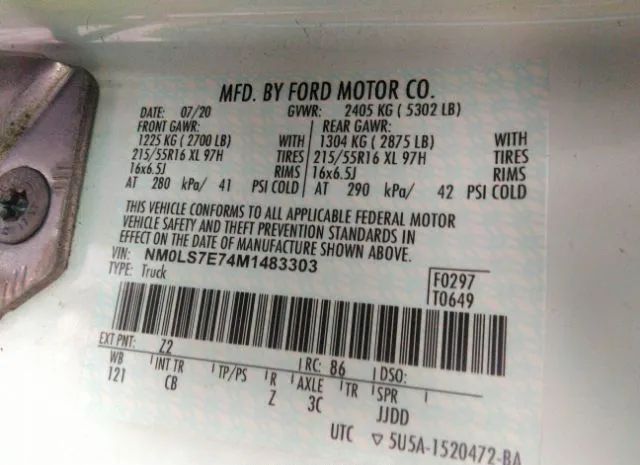 MFD. BY FORD MOTOR CO.
DATE: 07/20 GVWR: 2405 KG ( 5302 LB)
FRONT GAWR: REAR GAWR:
1225 KG ( 2700 LB) WITH 1304 KG ( 2875 LB) WITH
215/55R16 XL 97H TIRES 215/55R16 XL 97H TIRES
16x6.5J RIMS 16x6.5J RIMS
AT 280 kPa/ 41 PSI COLD AT 290 kPa/ 42 PSI COLD
THIS VEHICLE CONFORMS TO ALL APPLICABLE FEDERAL MOTOR
VEHICLE SAFETY AND THEFT PREVENTION STANDARDS IN
EFFECT ON THE DATE OF MANUFACTURE SHOWN ABOVE.
VIN: NM0LS7E74M1483303
TYPE: Truck
F0297
T0649
EXT PNT: Z2 RC: 86 DSO:
WB INT TR TP/PS R AXLE TR SPR
121 CB Z 3C JJDD
UTC ▽ 5U5A-1520472-BA